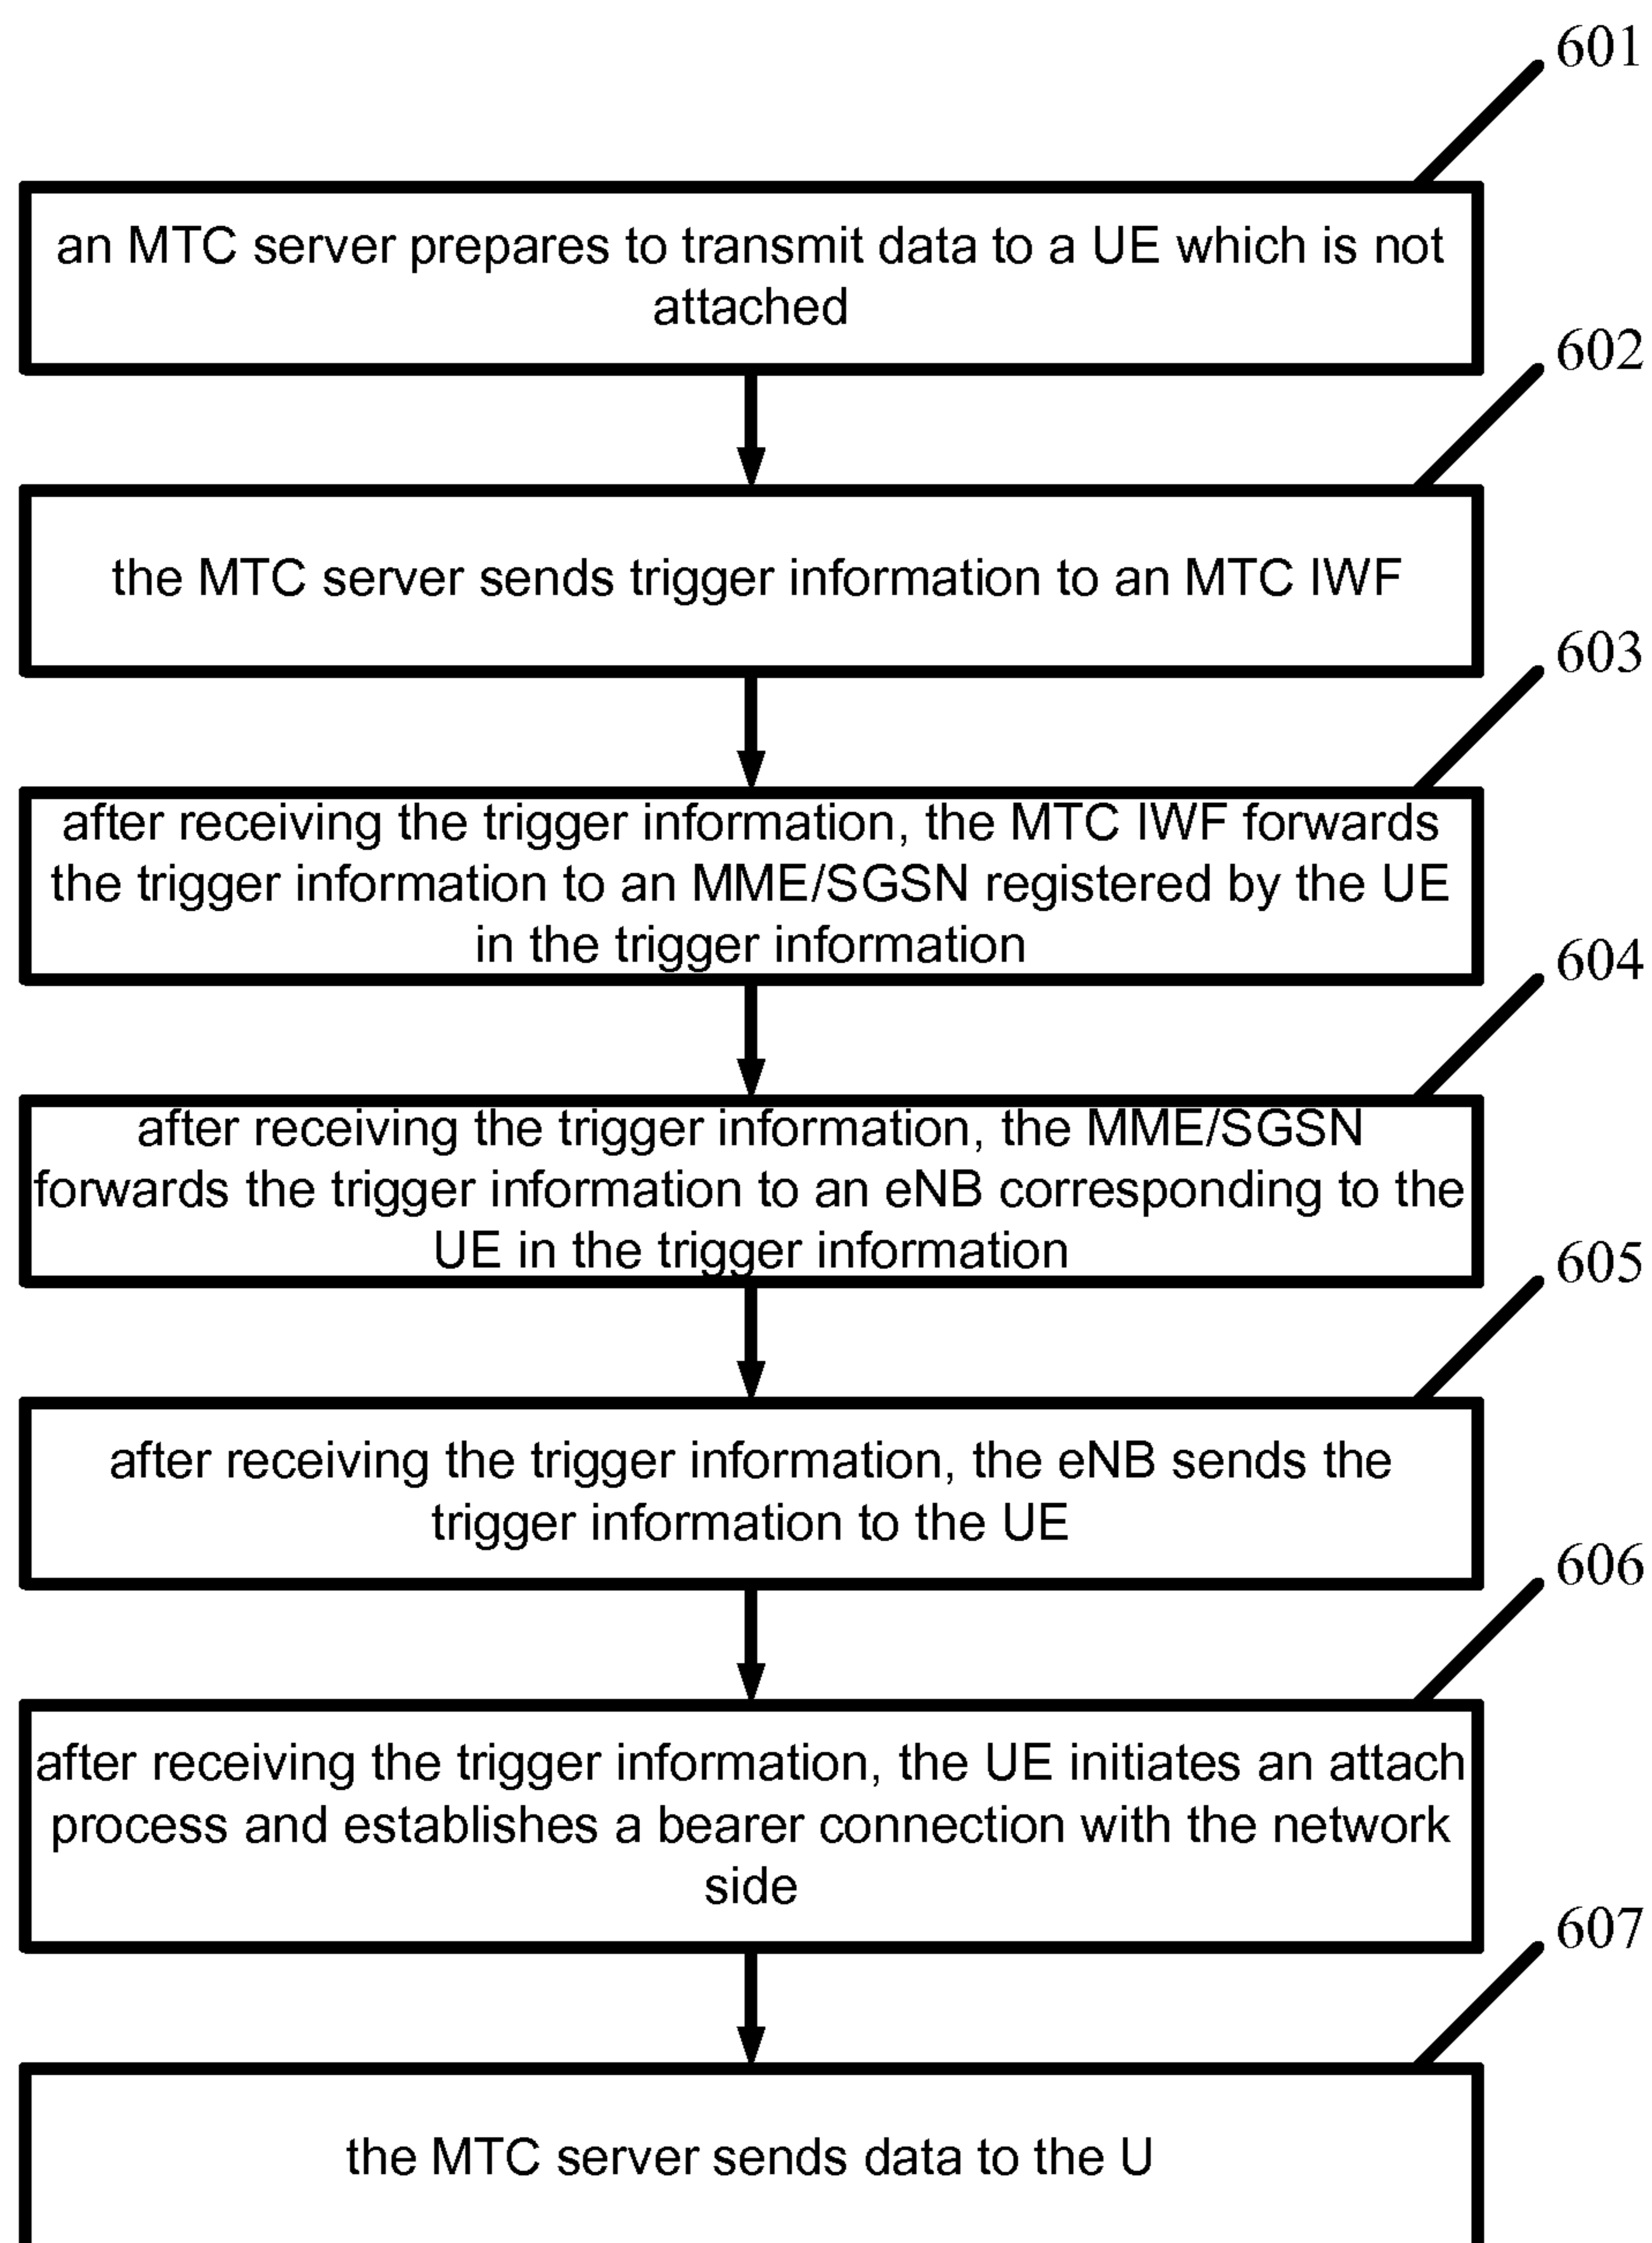 601
an MTC server prepares to transmit data to a UE which is not
attached
602
the MTC server sends trigger information to an MTC IWF
603
after receiving the trigger information, the MTC IWF forwards
the trigger information to an MME/SGSN registered by the UE
in the trigger information
604
after receiving the trigger information, the MME/SGSN
forwards the trigger information to an eNB corresponding to the
UE in the trigger information
605
after receiving the trigger information, the eNB sends the
trigger information to the UE
606
after receiving the trigger information, the UE initiates an attach
process and establishes a bearer connection with the network
side
607
the MTC server sends data to the U